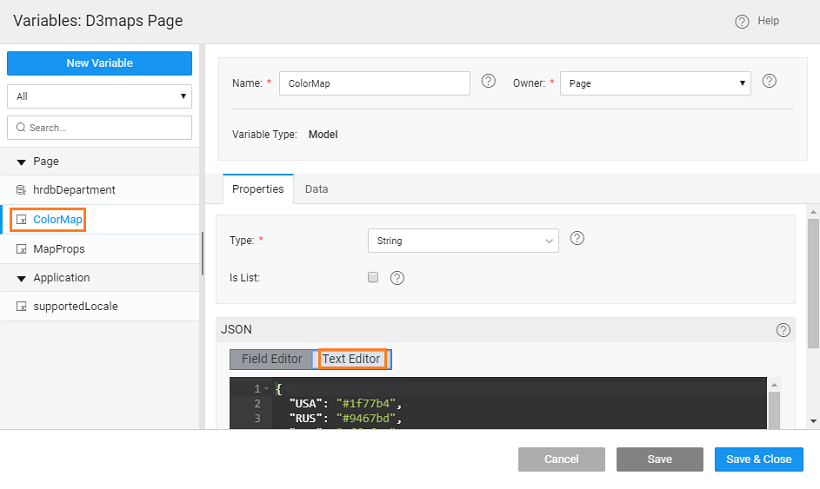 Variables: D3maps Page
Help
New Variable
All
Search...
Page
hrdbDepartment
ColorMap
MapProps
Application
supportedLocale
Name: * ColorMap
Owner: * Page
Variable Type: Model
Properties Data
Type: * String
Is List:
JSON
Field Editor Text Editor
1 {
2 "USA": "#1f77b4",
3 "RUS": "#9467bd",
Cancel Save Save & Close